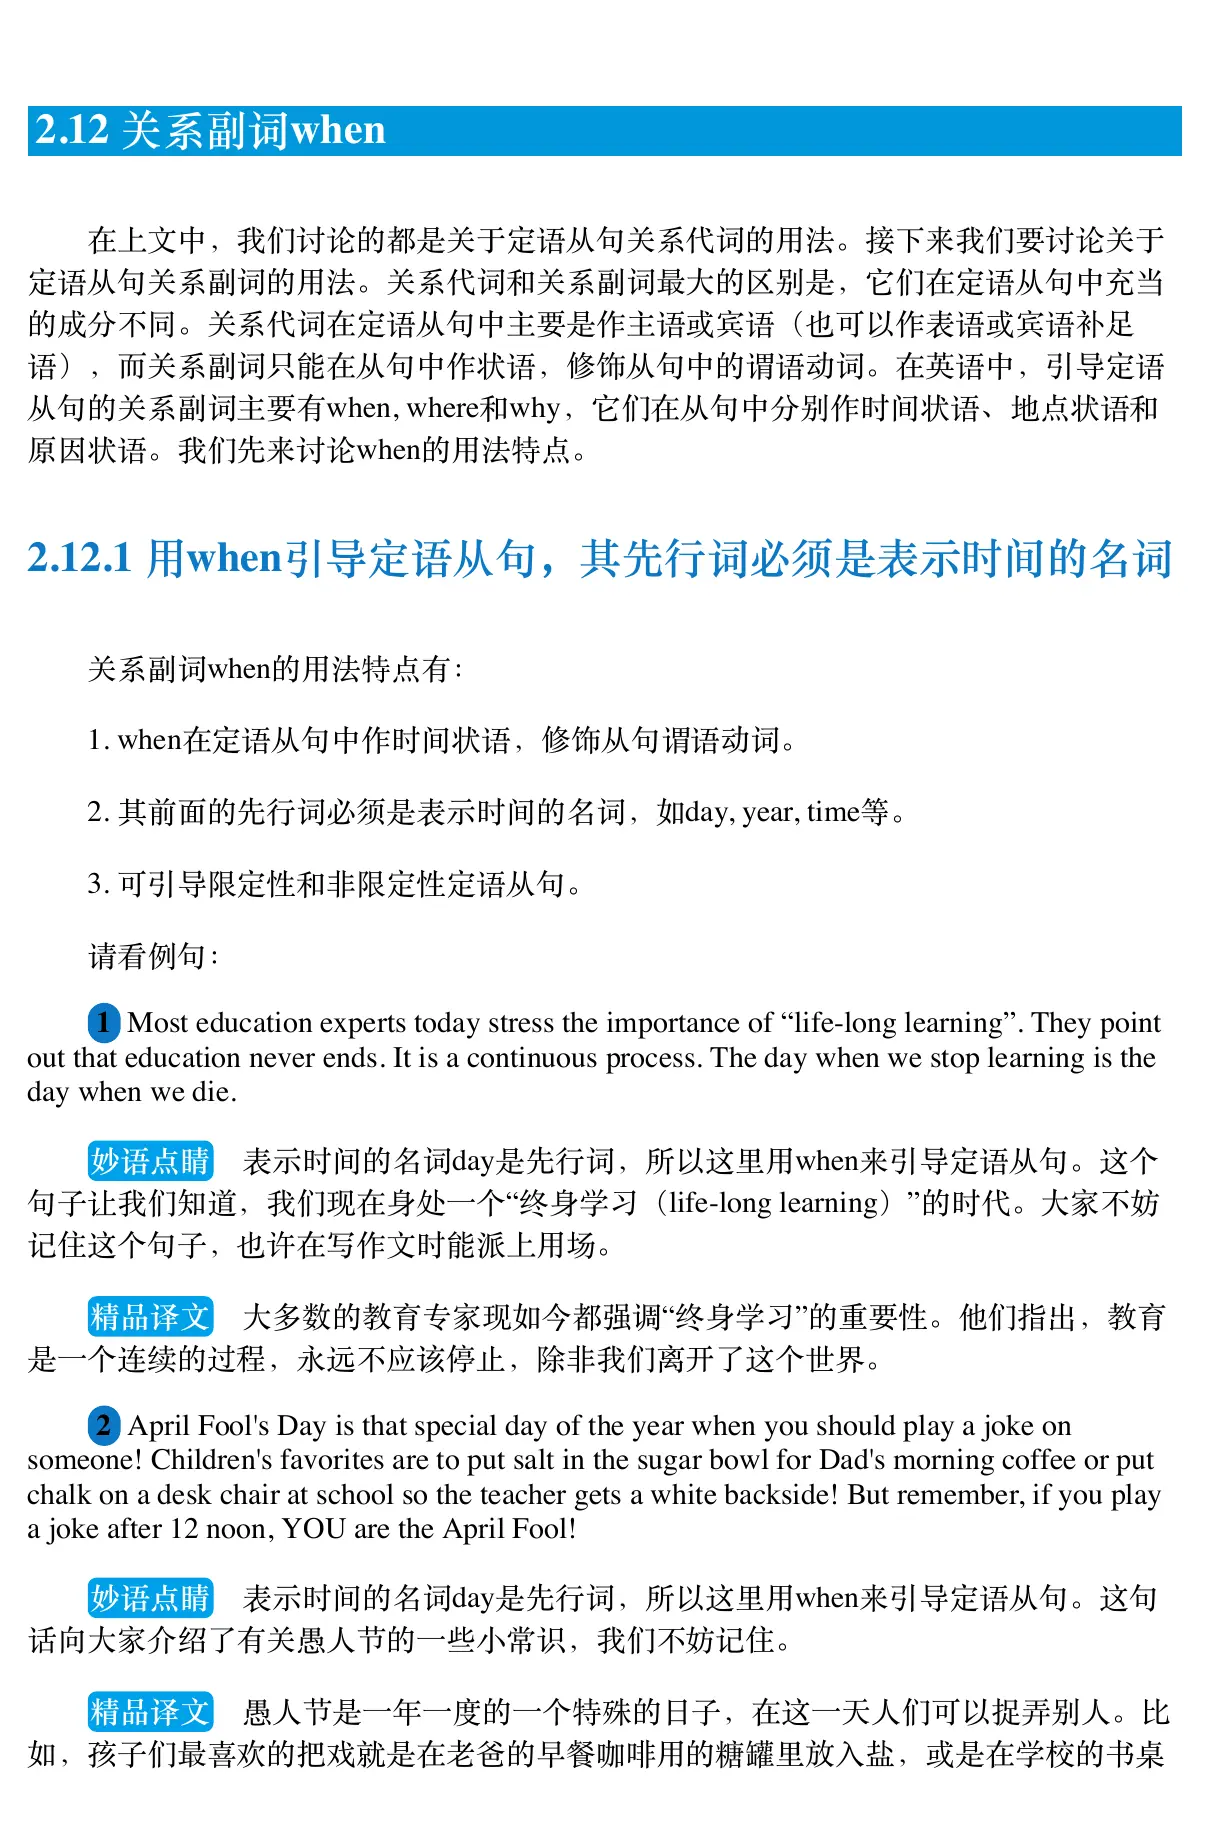 2.12 关系副词when
在上文中，我们讨论的都是关于定语从句关系代词的用法。接下来我们要讨论关于
定语从句关系副词的用法。关系代词和关系副词最大的区别是，它们在定语从句中充当
的成分不同。关系代词在定语从句中主要是作主语或宾语（也可以作表语或宾语补足
语），而关系副词只能在从句中作状语，修饰从句中的谓语动词。在英语中，引导定语
从句的关系副词主要有when, where和why，它们在从句中分别作时间状语、地点状语和
原因状语。我们先来讨论when的用法特点。
2.12.1 用when引导定语从句，其先行词必须是表示时间的名词
关系副词when的用法特点有：
1. when在定语从句中作时间状语，修饰从句谓语动词。
2. 其前面的先行词必须是表示时间的名词，如day, year, time等。
3. 可引导限定性和非限定性定语从句。
请看例句：
1 Most education experts today stress the importance of “life-long learning”. They point
out that education never ends. It is a continuous process. The day when we stop learning is the
day when we die.
妙语点睛 表示时间的名词day是先行词，所以这里用when来引导定语从句。这个
句子让我们知道，我们现在身处一个“终身学习（life-long learning）”的时代。大家不妨
记住这个句子，也许在写作文时能派上用场。
精品译文 大多数的教育专家现如今都强调“终身学习”的重要性。他们指出，教育
是一个连续的过程，永远不应该停止，除非我们离开了这个世界。
2 April Fool's Day is that special day of the year when you should play a joke on
someone! Children's favorites are to put salt in the sugar bowl for Dad's morning coffee or put
chalk on a desk chair at school so the teacher gets a white backside! But remember, if you play
a joke after 12 noon, YOU are the April Fool!
妙语点睛 表示时间的名词day是先行词，所以这里用when来引导定语从句。这句
话向大家介绍了有关愚人节的一些小常识，我们不妨记住。
精品译文 愚人节是一年一度的一个特殊的日子，在这一天人们可以捉弄别人。比
如，孩子们最喜欢的把戏就是在老爸的早餐咖啡用的糖罐里放入盐，或是在学校的书桌